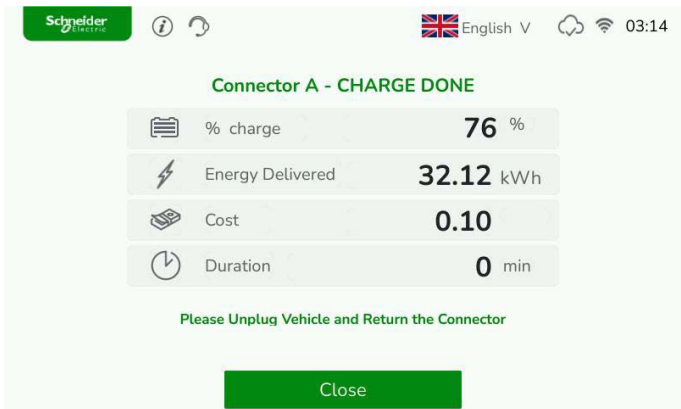 Schneider
Electric
English V
03:14
Connector A - CHARGE DONE
% charge 76 %
Energy Delivered 32.12 kWh
Cost 0.10
Duration 0 min
Please Unplug Vehicle and Return the Connector
Close